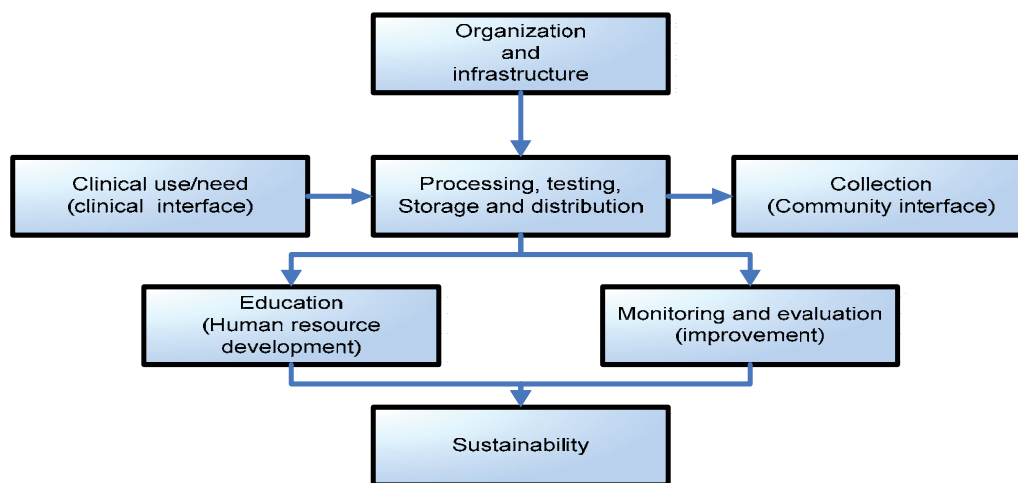 Organization
and
infrastructure
Clinical use/need
(clinical interface)
Processing, testing,
Storage and distribution
Collection
(Community interface)
Education
(Human resource
development)
Monitoring and evaluation
(improvement)
Sustainability